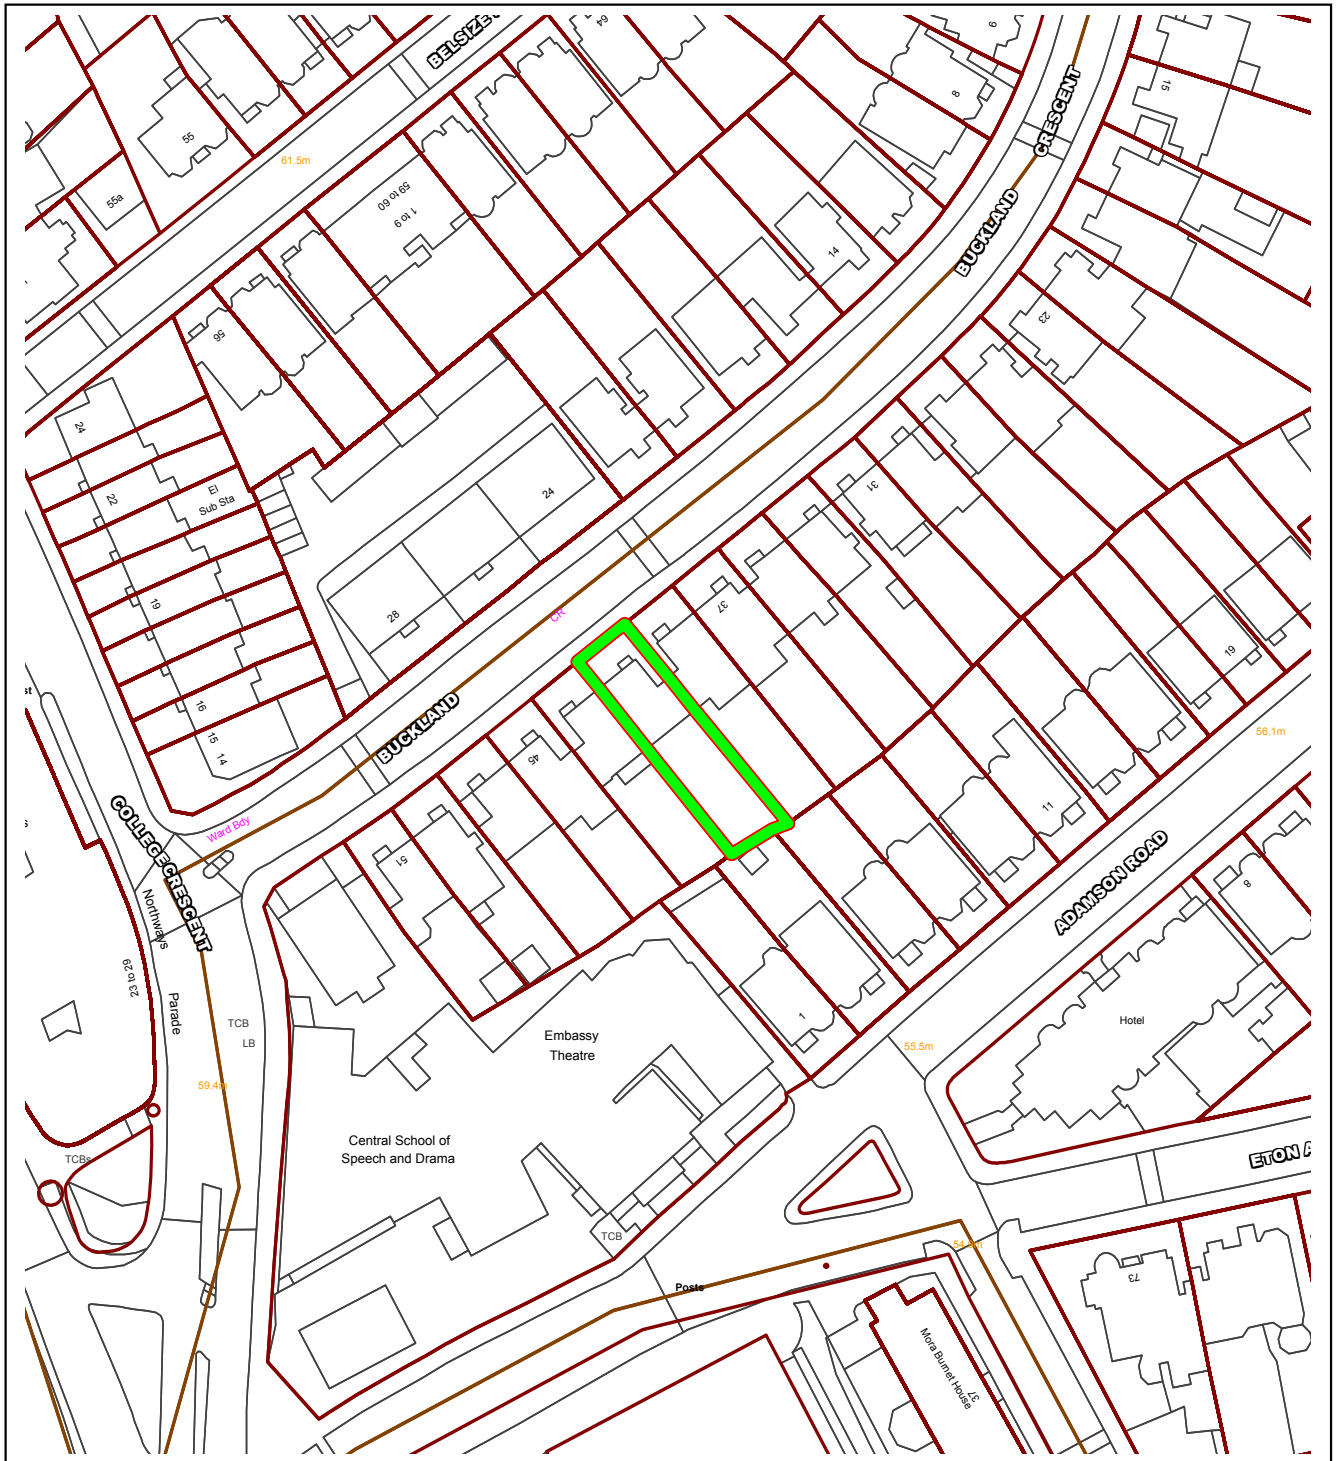 BELSIZE
64
9
8
15
55
61.5m
CRESCENT
55a
59 to 60
1 to 9
BUCKLAND
14
56
23
24
22
El
Sub Sta
24
31
19
28
CR
37
19
16
15
14
BUCKLAND
45
56.1m
COLLEGE CRESCENT
Ward Bdy
11
51
ADAMSON ROAD
8
Northways
Parade
23 to 29
1
TCB
LB
Embassy
Theatre
Hotel
55.5m
59.4m
Central School of
Speech and Drama
TCBs
ETON A
TCB
Posts
73
Mora Burnet House
37